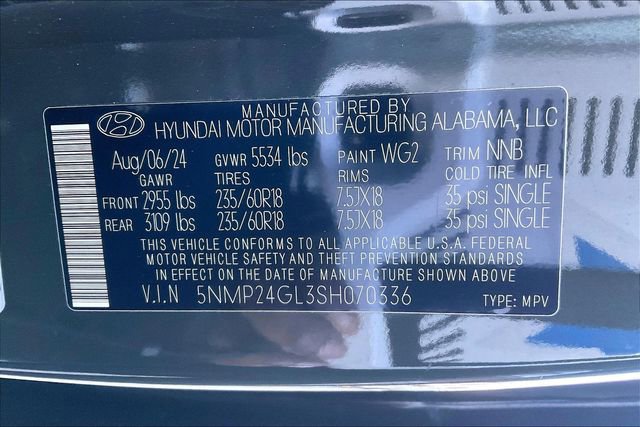 MANUFACTURED BY
HYUNDAI MOTOR MANUFACTURING ALABAMA, LLC
Aug/06/24 GVWR 5534 lbs PAINT WG2 TRIM NNB
GAWR TIRES RIMS COLD TIRE INFL
FRONT 2955 lbs 235/60R18 7.5JX18 35 psi SINGLE
REAR 3109 lbs 235/60R18 7.5JX18 35 psi SINGLE
THIS VEHICLE CONFORMS TO ALL APPLICABLE U.S.A. FEDERAL
MOTOR VEHICLE SAFETY AND THEFT PREVENTION STANDARDS
IN EFFECT ON THE DATE OF MANUFACTURE SHOWN ABOVE
V.I.N 5NMP24GL3SH070336 TYPE: MPV